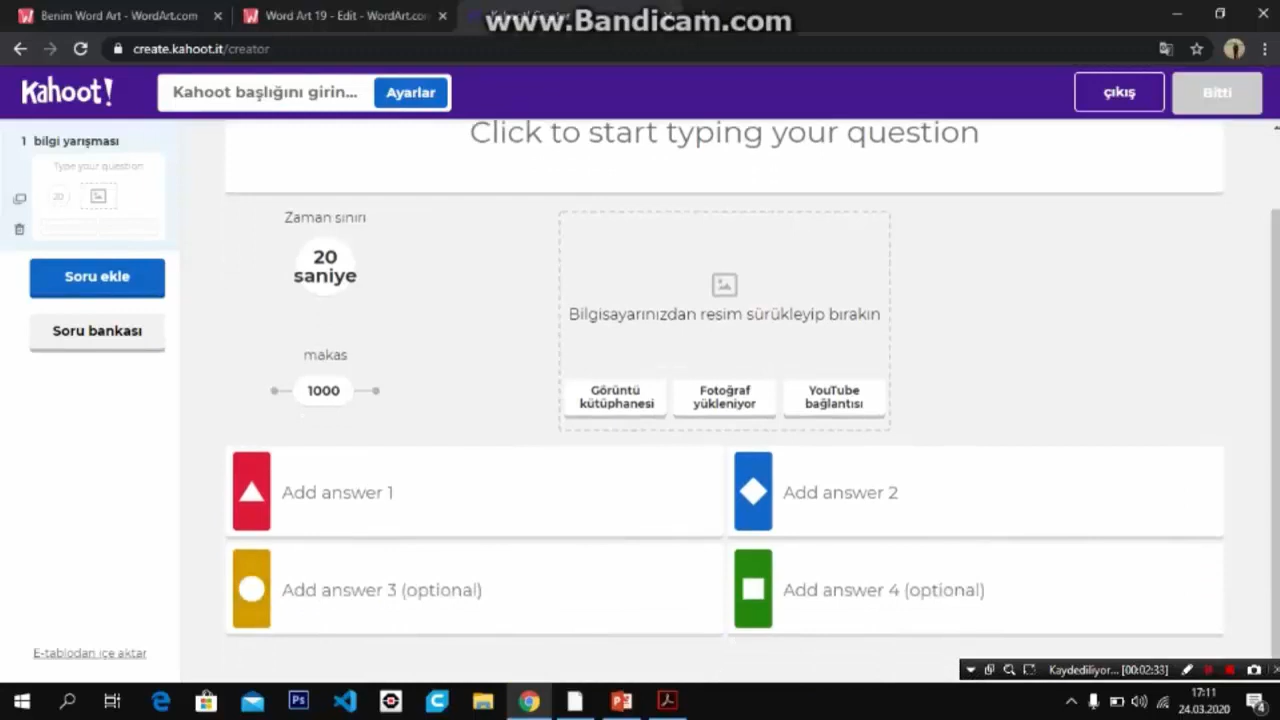 www.Bandicam.com
Benim Word Art - WordArt.com
Word Art 19 - Edit - WordArt.com
create.kahoot.it/creator
Kahoot!
Kahoot başlığını girin...
Ayarlar
çıkış
Bitti
1 bilgi yarışması
Type your question
20
Soru ekle
Soru bankası
E-tablodan içe aktar
Click to start typing your question
Zaman sınırı
20
saniye
makas
1000
Bilgisayarınızdan resim sürükleyip bırakın
Görüntü
kütüphanesi
Fotoğraf
yükleniyor
YouTube
bağlantısı
Add answer 1
Add answer 2
Add answer 3 (optional)
Add answer 4 (optional)
Kaydediliyor... [00:02:33]
Ps
17:11
24.03.2020
4